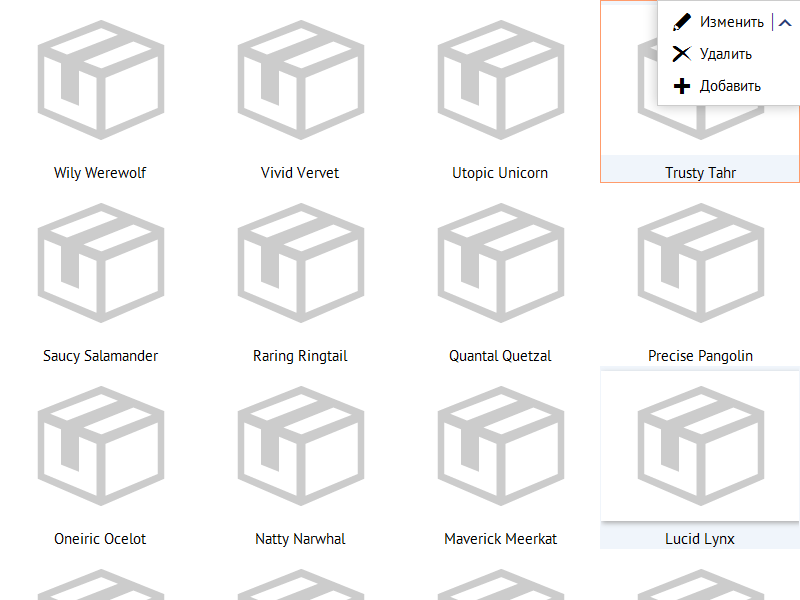 Изменить
Удалить
Добавить
Wily Werewolf
Vivid Vervet
Utopic Unicorn
Trusty Tahr
Saucy Salamander
Raring Ringtail
Quantal Quetzal
Precise Pangolin
Oneiric Ocelot
Natty Narwhal
Maverick Meerkat
Lucid Lynx